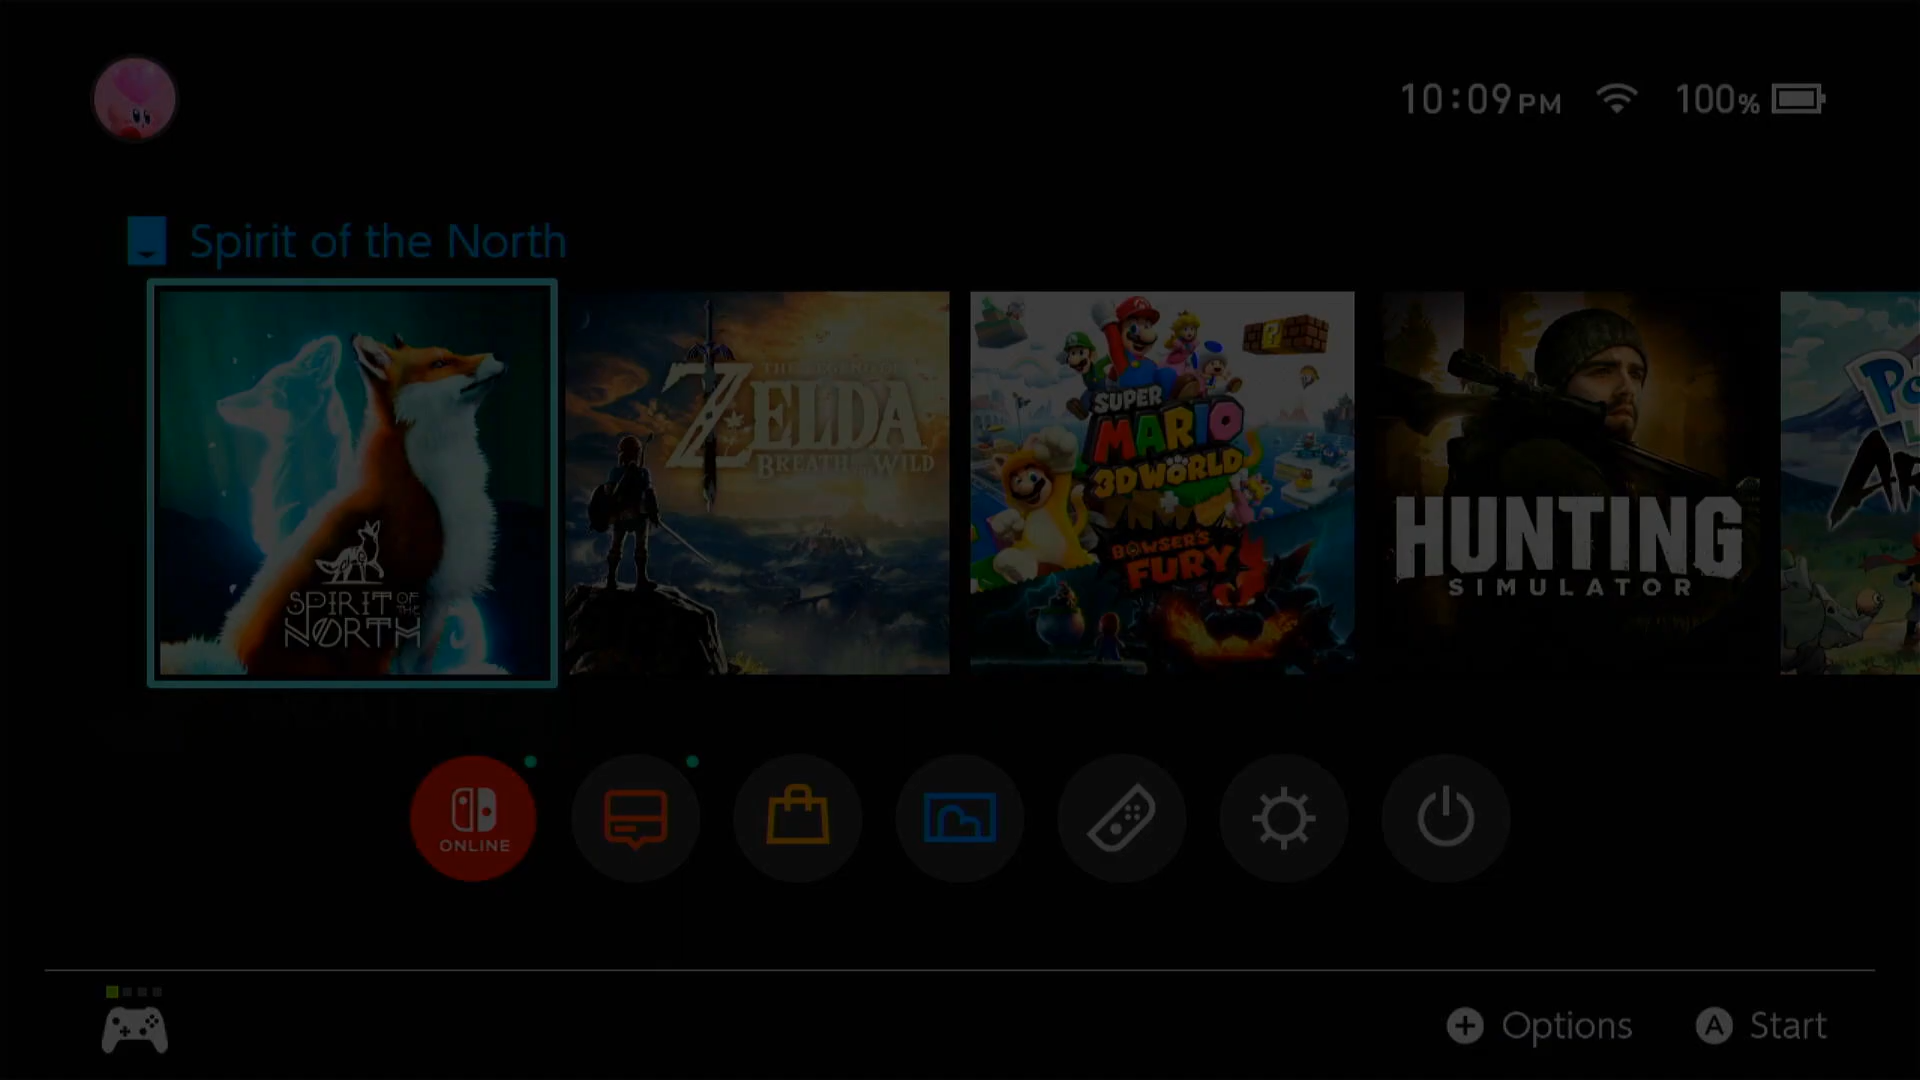 10:09 PM
100%
Spirit of the North
SPIRIT OF THE
NORTH
THE LEGEND OF
ZELDA
BREATH OF THE WILD
SUPER
MARIO
3D WORLD
BOWSER'S
FURY
HUNTING
SIMULATOR
ONLINE
+ Options
A Start